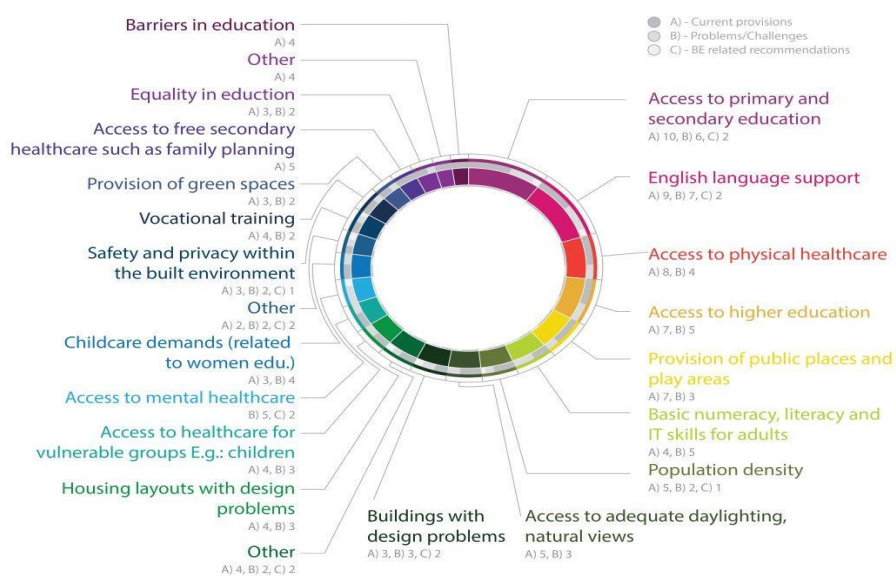 Barriers in education
A) 4
Other
A) 4
Equality in eduction
A) 3, B) 2
Access to free secondary
healthcare such as family planning
A) 5
Provision of green spaces
A) 3, B) 2
Vocational training
A) 4, B) 2
Safety and privacy within
the built environment
A) 3, B) 2, C) 1
Other
A) 2, B) 2, C) 2
Childcare demands (related
to women edu.)
A) 3, B) 4
Access to mental healthcare
B) 5, C) 2
Access to healthcare for
vulnerable groups E.g.: children
A) 4, B) 3
Housing layouts with design
problems
A) 4, B) 3
Other
A) 4, B) 2, C) 2
Buildings with
design problems
A) 3, B) 3, C) 2
Access to adequate daylighting,
natural views
A) 5, B) 3
A) - Current provisions
B) - Problems/Challenges
C) - BE related recommendations
Access to primary and
secondary education
A) 10, B) 6, C) 2
English language support
A) 9, B) 7, C) 2
Access to physical healthcare
A) 8, B) 4
Access to higher education
A) 7, B) 5
Provision of public places and
play areas
A) 7, B) 3
Basic numeracy, literacy and
IT skills for adults
A) 4, B) 5
Population density
A) 5, B) 2, C) 1